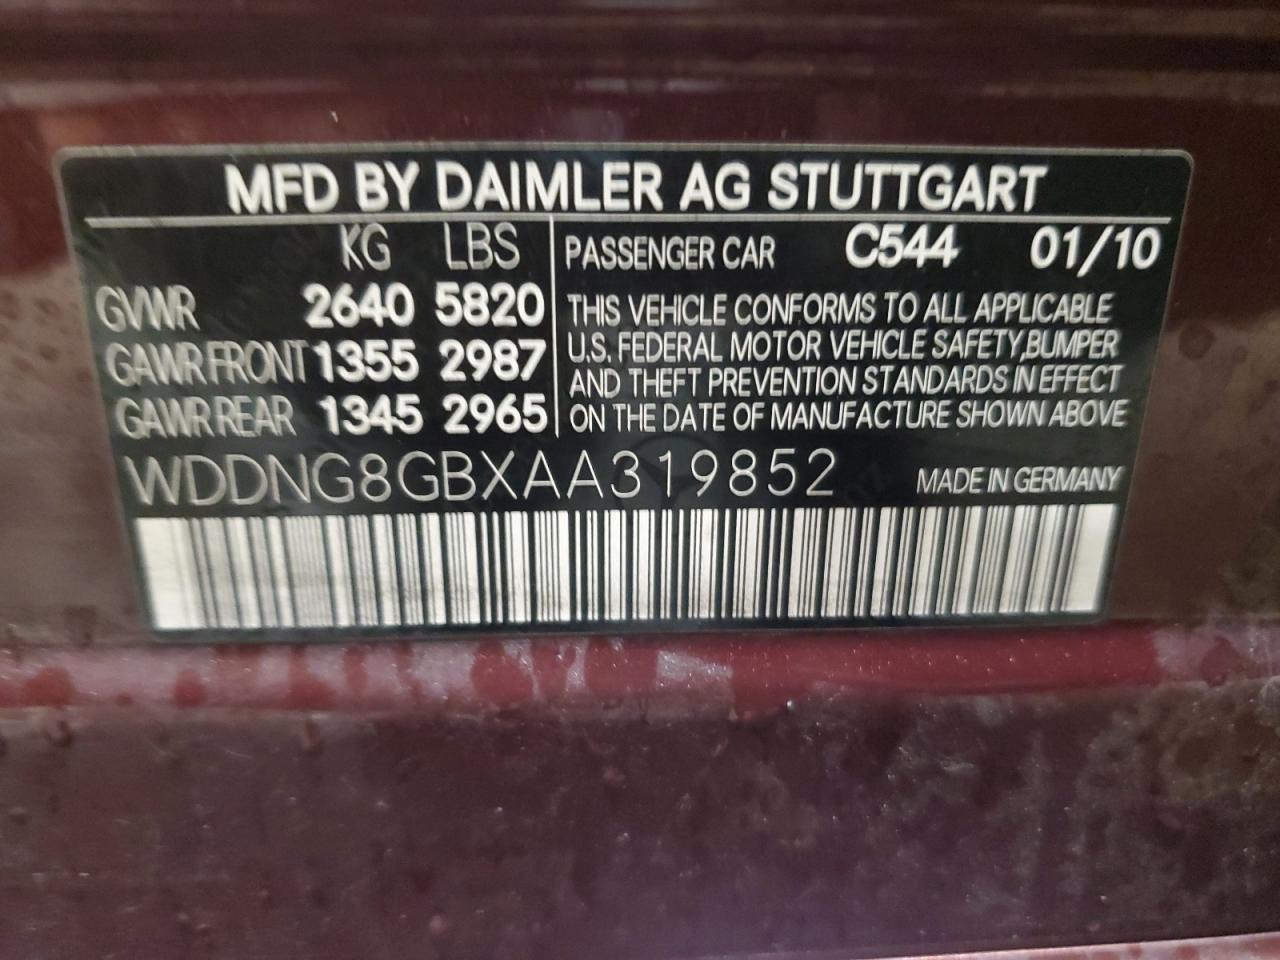 MFD BY DAIMLER AG STUTTGART
KG LBS
GVWR 2640 5820
GAWR FRONT 1355 2987
GAWR REAR 1345 2965
PASSENGER CAR C544 01/10
THIS VEHICLE CONFORMS TO ALL APPLICABLE
U.S. FEDERAL MOTOR VEHICLE SAFETY,BUMPER
AND THEFT PREVENTION STANDARDS IN EFFECT
ON THE DATE OF MANUFACTURE SHOWN ABOVE
WDDNG8GBXAA319852 MADE IN GERMANY